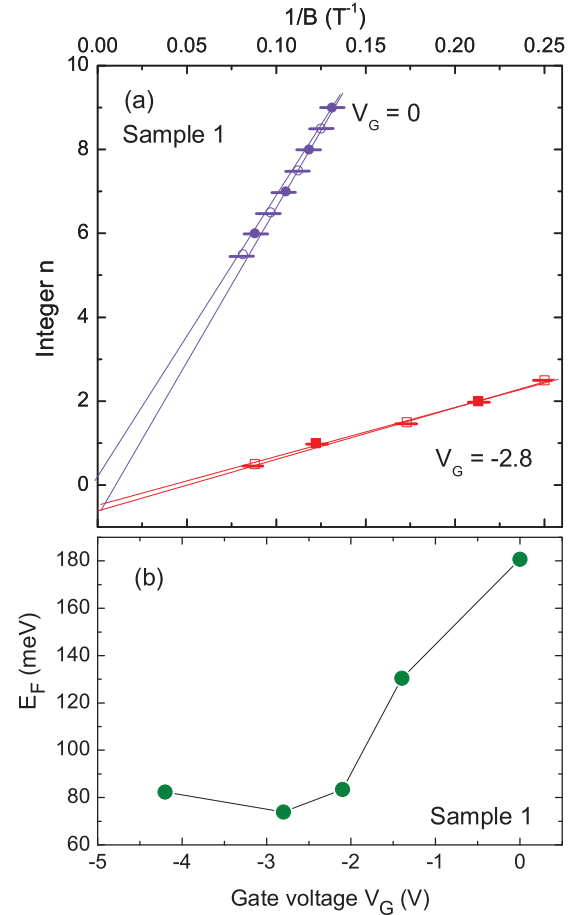 1/B (T⁻¹)
0.00 0.05 0.10 0.15 0.20 0.25
10
(a)
Sample 1
V_G = 0
8
6
Integer n
4
2
V_G = -2.8
0
180
(b)
160
140
E_F (meV)
120
100
80
Sample 1
60
-5 -4 -3 -2 -1 0
Gate voltage V_G (V)